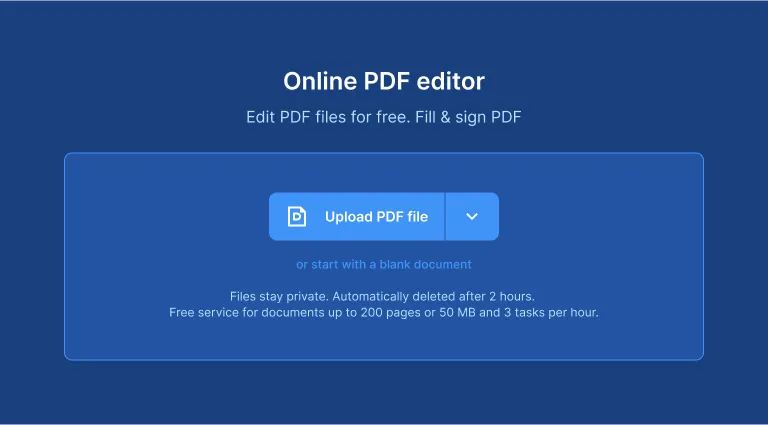 Online PDF editor
Edit PDF files for free. Fill & sign PDF
Upload PDF file
or start with a blank document
Files stay private. Automatically deleted after 2 hours.
Free service for documents up to 200 pages or 50 MB and 3 tasks per hour.